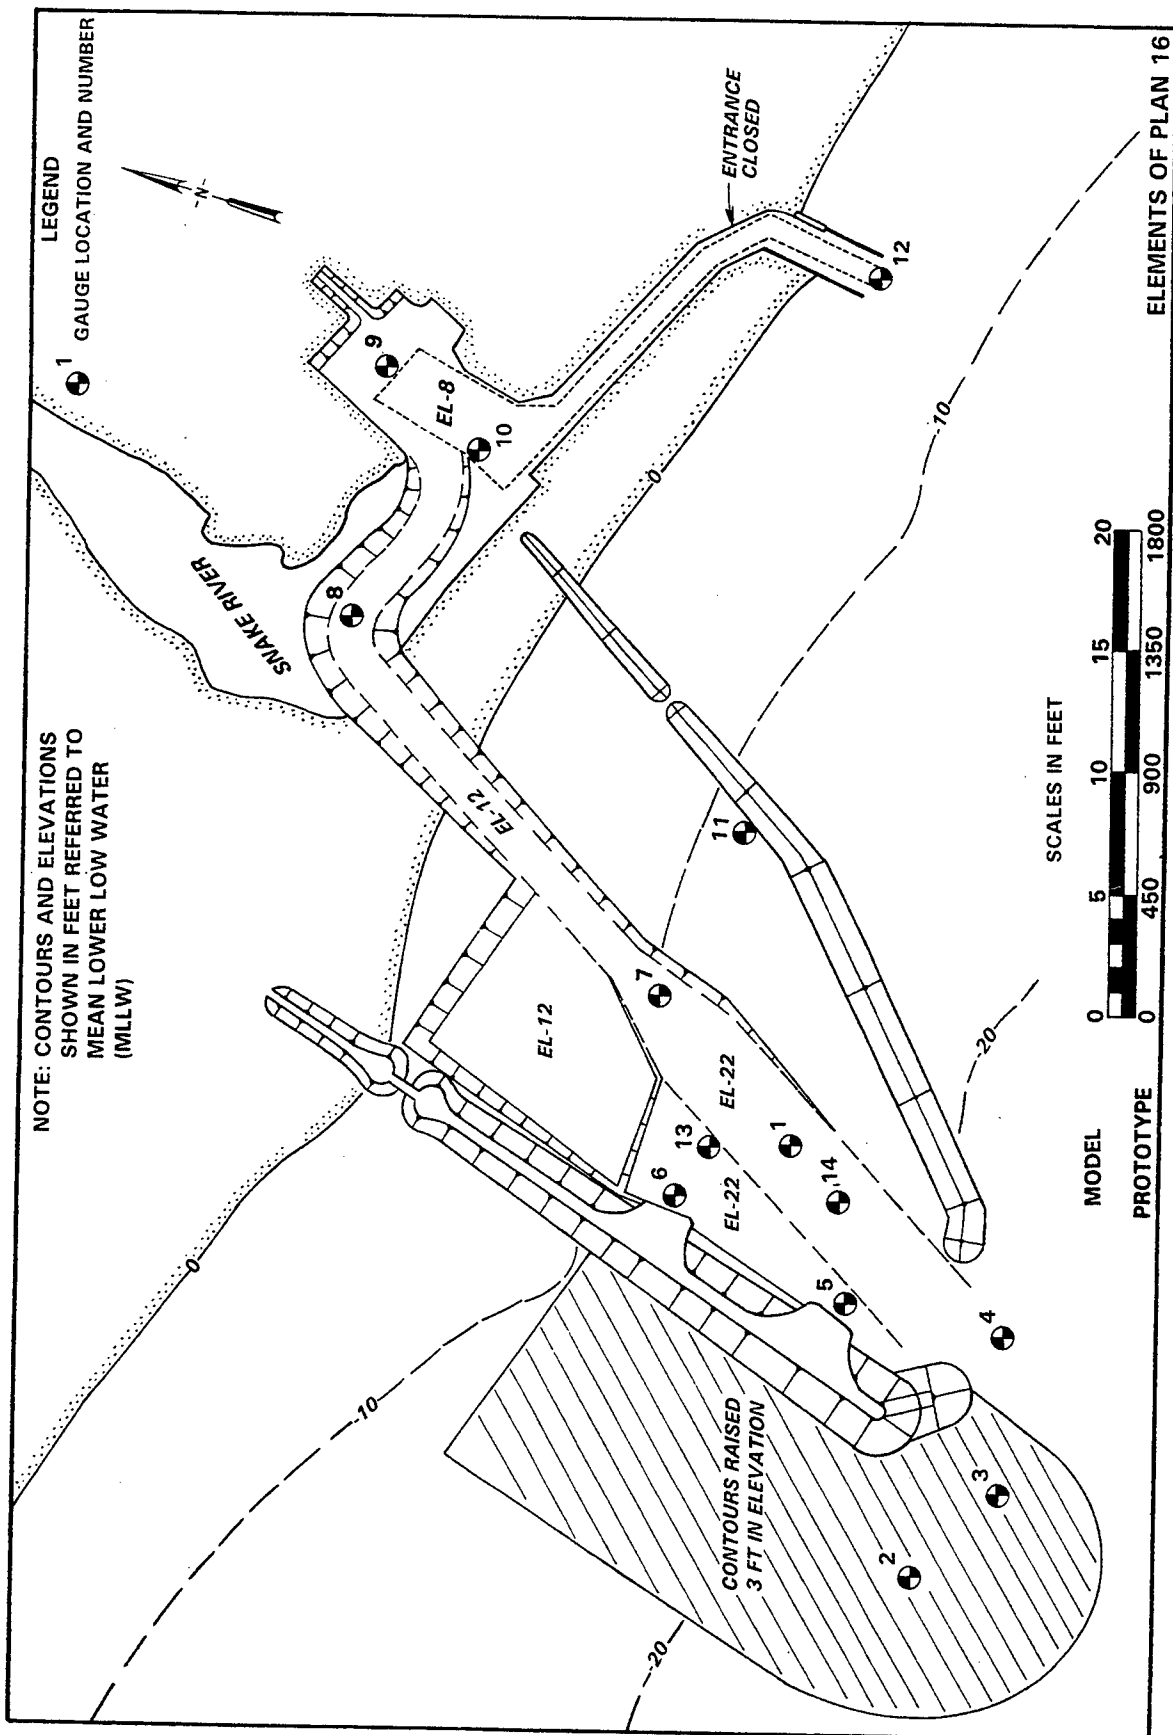 NOTE: CONTOURS AND ELEVATIONS
SHOWN IN FEET REFERRED TO
MEAN LOWER LOW WATER
(MLLW)
LEGEND
1
GAUGE LOCATION AND NUMBER
-N-
SNAKE RIVER
0
-10
-20
CONTOURS RAISED
3 FT IN ELEVATION
2
3
4
5
6
13
EL-22
14
1
EL-22
7
EL-12
EL-12
8
9
EL-8
10
11
0
-10
-20
ENTRANCE
CLOSED
12
SCALES IN FEET
MODEL
0 5 10 15 20
PROTOTYPE
0 450 900 1350 1800
ELEMENTS OF PLAN 16